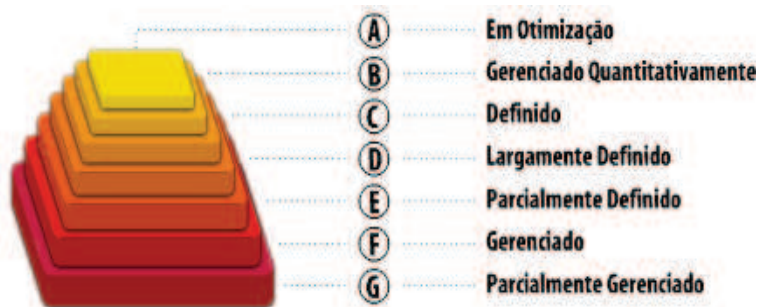 A Em Otimização
B Gerenciado Quantitativamente
C Definido
D Largamente Definido
E Parcialmente Definido
F Gerenciado
G Parcialmente Gerenciado